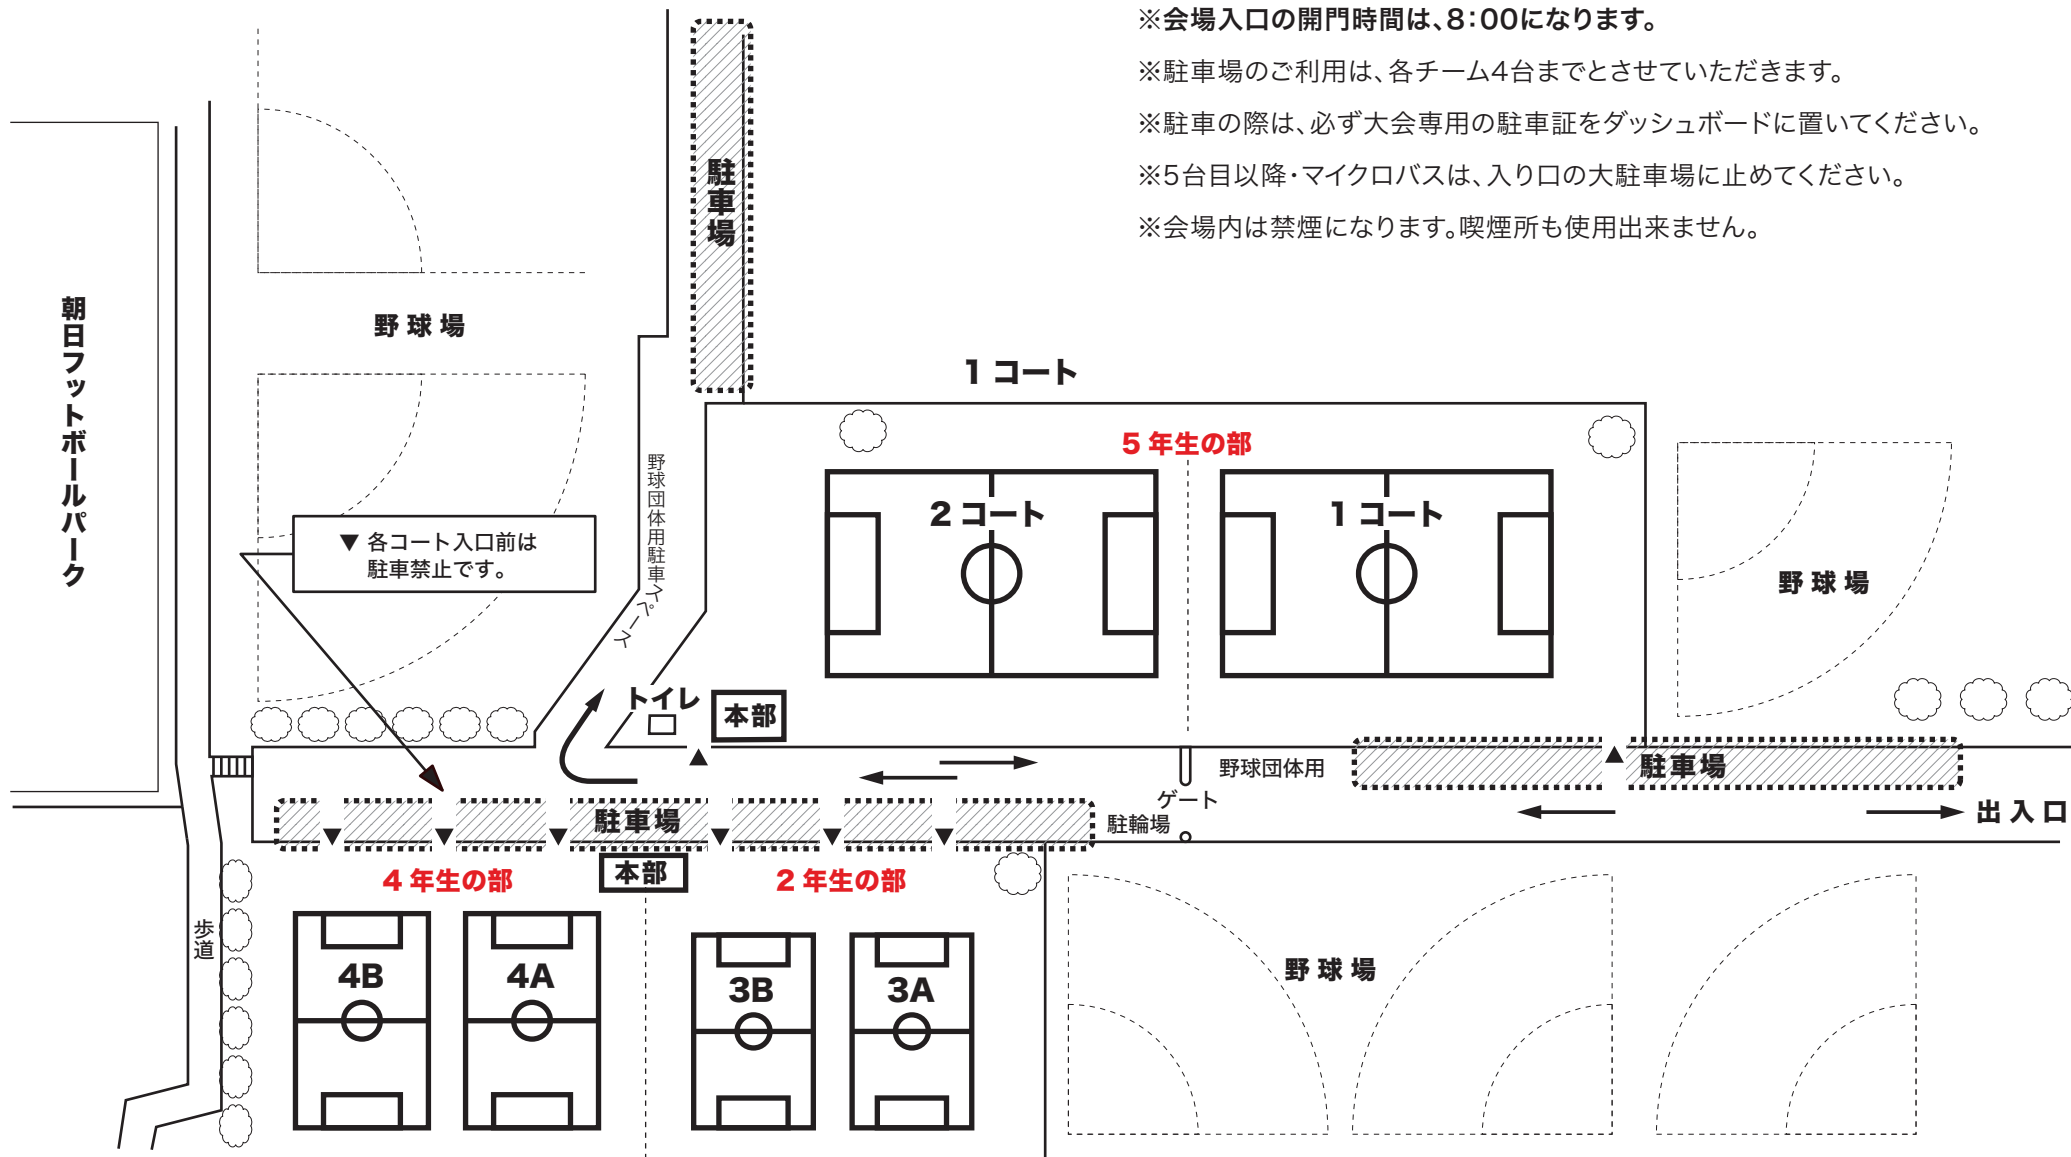 ※会場入口の開門時間は、8：00になります。
※駐車場のご利用は、各チーム4台までとさせていただきます。
※駐車の際は、必ず大会専用の駐車証をダッシュボードに置いてください。
※5台目以降・マイクロバスは、入り口の大駐車場に止めてください。
※会場内は禁煙になります。喫煙所も使用出来ません。
駐車場
朝日フットボールパーク
野球場
1 コート
5 年生の部
2 コート
1 コート
野球団体用駐車スペース
▼ 各コート入口前は
駐車禁止です。
野球場
トイレ
本部
野球団体用
駐車場
ゲート
駐輪場
出入口
駐車場
本部
4 年生の部
2 年生の部
歩道
4B
4A
3B
3A
野球場